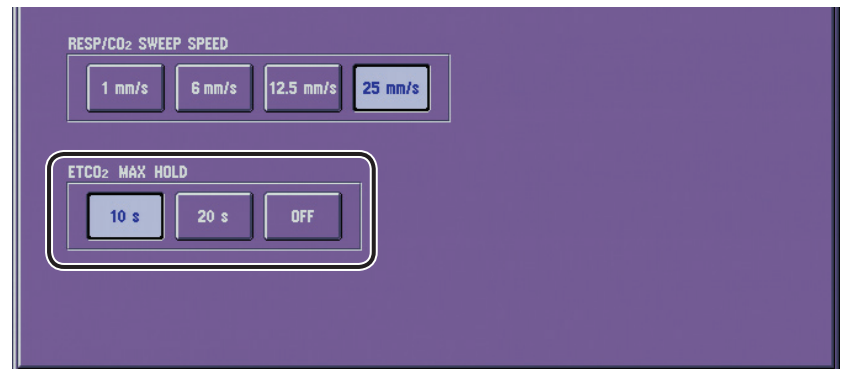 RESP/CO2 SWEEP SPEED
1 mm/s 6 mm/s 12.5 mm/s 25 mm/s
ETCO2 MAX HOLD
10 s 20 s OFF